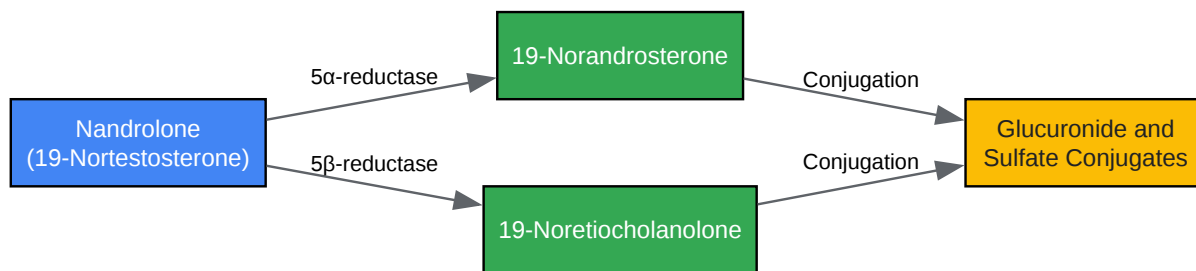 19-Norandrosterone
5α-reductase
Conjugation
Nandrolone
(19-Nortestosterone)
Glucuronide and
Sulfate Conjugates
5β-reductase
Conjugation
19-Noretiocholanolone